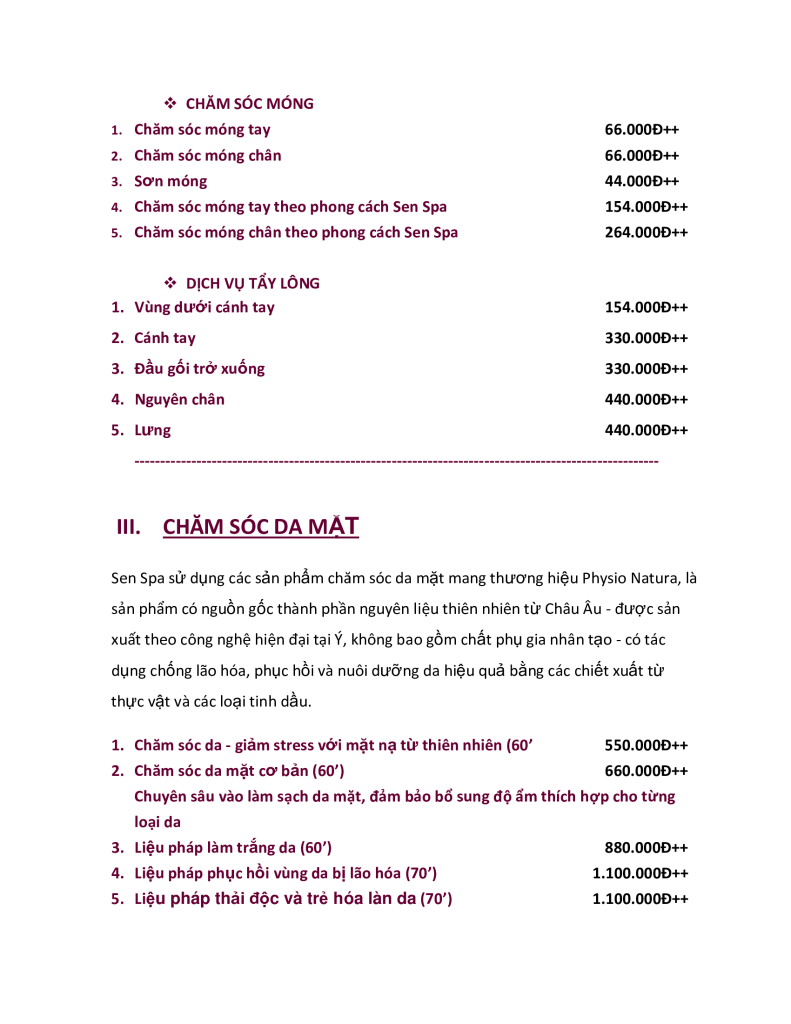 ❖ CHĂM SÓC MÓNG
1. Chăm sóc móng tay 66.000Đ++
2. Chăm sóc móng chân 66.000Đ++
3. Sơn móng 44.000Đ++
4. Chăm sóc móng tay theo phong cách Sen Spa 154.000Đ++
5. Chăm sóc móng chân theo phong cách Sen Spa 264.000Đ++
❖ DỊCH VỤ TẨY LÔNG
1. Vùng dưới cánh tay 154.000Đ++
2. Cánh tay 330.000Đ++
3. Đầu gối trở xuống 330.000Đ++
4. Nguyên chân 440.000Đ++
5. Lưng 440.000Đ++
------------------------------------------------------------------------------------------------------
III. CHĂM SÓC DA MẶT
Sen Spa sử dụng các sản phẩm chăm sóc da mặt mang thương hiệu Physio Natura, là
sản phẩm có nguồn gốc thành phần nguyên liệu thiên nhiên từ Châu Âu - được sản
xuất theo công nghệ hiện đại tại Ý, không bao gồm chất phụ gia nhân tạo - có tác
dụng chống lão hóa, phục hồi và nuôi dưỡng da hiệu quả bằng các chiết xuất từ
thực vật và các loại tinh dầu.
1. Chăm sóc da - giảm stress với mặt nạ từ thiên nhiên (60’ 550.000Đ++
2. Chăm sóc da mặt cơ bản (60’) 660.000Đ++
Chuyên sâu vào làm sạch da mặt, đảm bảo bổ sung độ ẩm thích hợp cho từng
loại da
3. Liệu pháp làm trắng da (60’) 880.000Đ++
4. Liệu pháp phục hồi vùng da bị lão hóa (70’) 1.100.000Đ++
5. Liệu pháp thải độc và trẻ hóa làn da (70’) 1.100.000Đ++